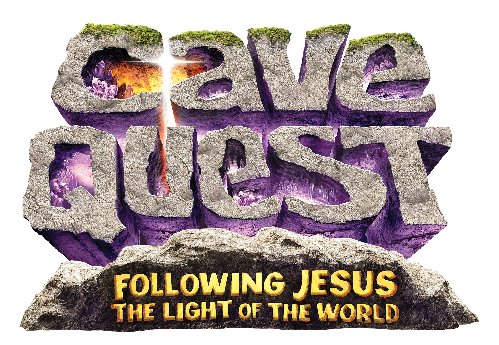 Cave
Quest
FOLLOWING JESUS
THE LIGHT OF THE WORLD